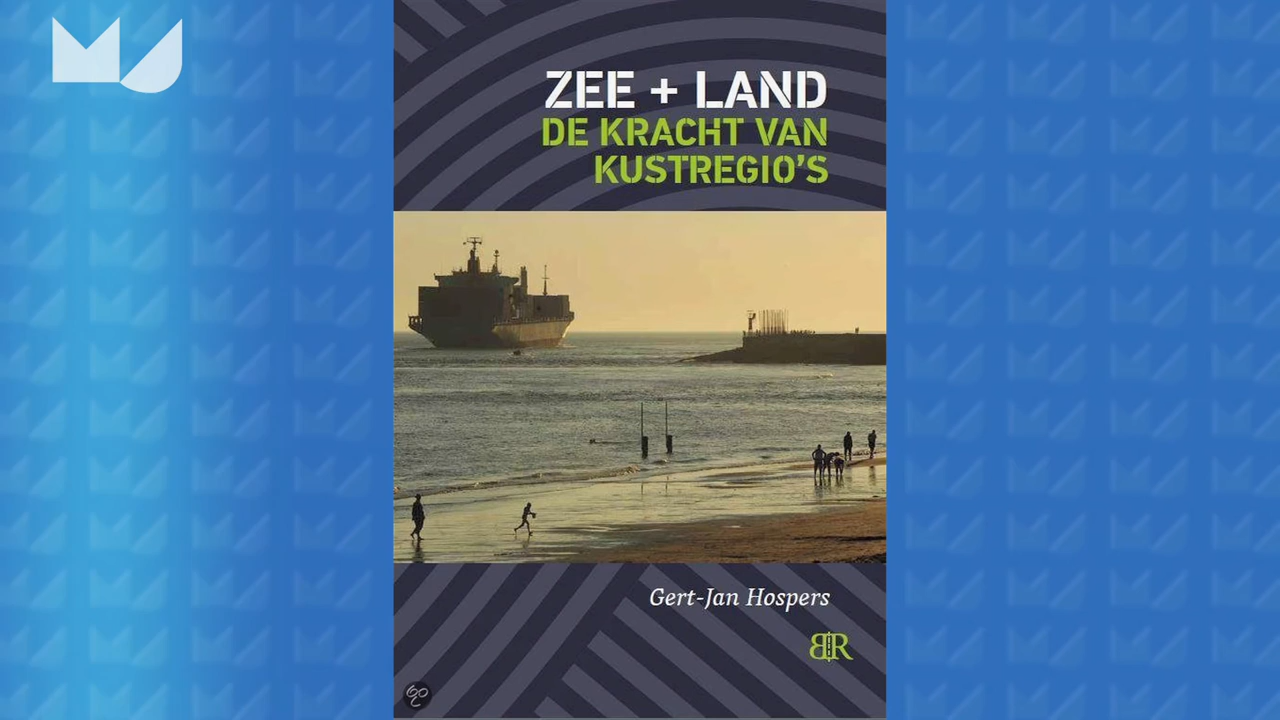 ZEE + LAND
DE KRACHT VAN
KUSTREGIO'S
Gert-Jan Hospers
BR